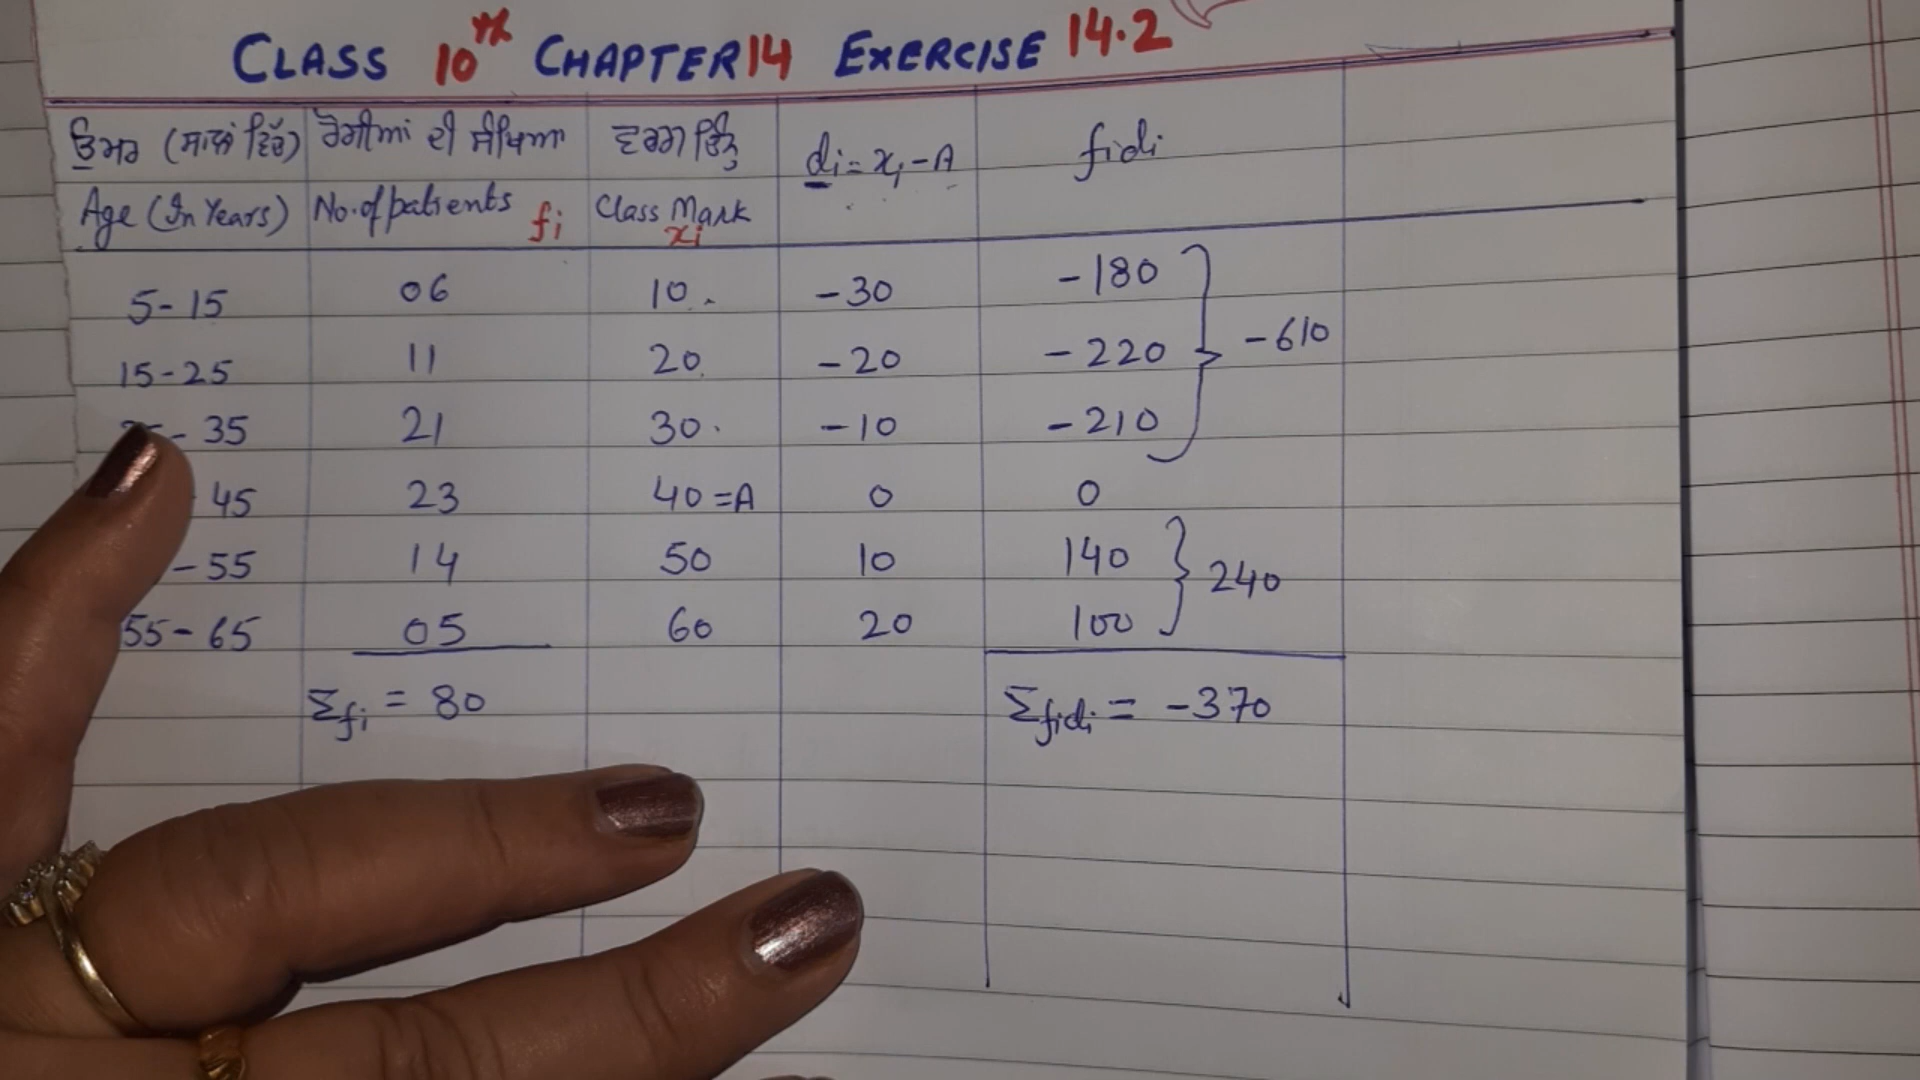 CLASS 10th CHAPTER 14 EXERCISE 14.2
ਉਮਰ (ਸਾਲਾਂ ਵਿੱਚ) ਰੋਗੀਆਂ ਦੀ ਸੰਖਿਆ ਵਰਗ ਚਿੰਨ੍ਹ di = xi - A fidi
Age (In Years) No. of patients fi Class Mark xi
5-15 06 10 -30 -180
15-25 11 20 -20 -220 -610
- 35 21 30 -10 -210
45 23 40=A 0 0
-55 14 50 10 140 240
55-65 05 60 20 100
Σfi = 80 Σfidi = -370